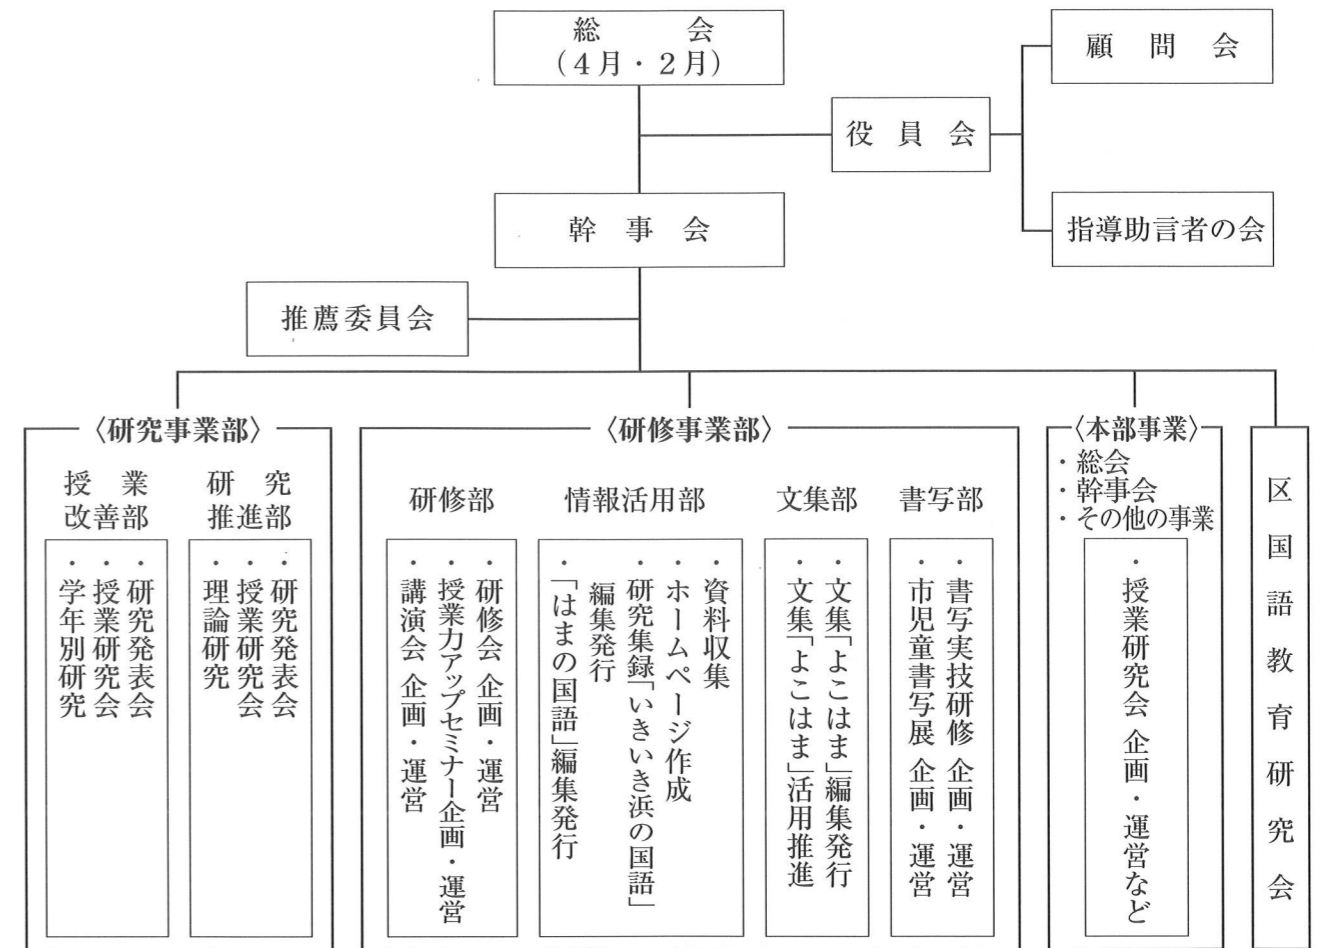 総会
(4月・2月)
顧問会
役員会
幹事会
指導助言者の会
推薦委員会
〈研究事業部〉
授業
改善部
・研究発表会
・授業研究会
・学年別研究
研究
推進部
・研究発表会
・授業研究会
・理論研究
〈研修事業部〉
研修部
・研修会 企画・運営
・授業力アップセミナー企画・運営
・講演会 企画・運営
情報活用部
・資料収集
・ホームページ作成
・研究集録「いきいき浜の国語」
編集発行
・「はまの国語」編集発行
文集部
・文集「よこはま」編集発行
・文集「よこはま」活用推進
書写部
・書写実技研修 企画・運営
・市児童書写展 企画・運営
〈本部事業〉
・総会
・幹事会
・その他の事業
・授業研究会 企画・運営など
区国語教育研究会